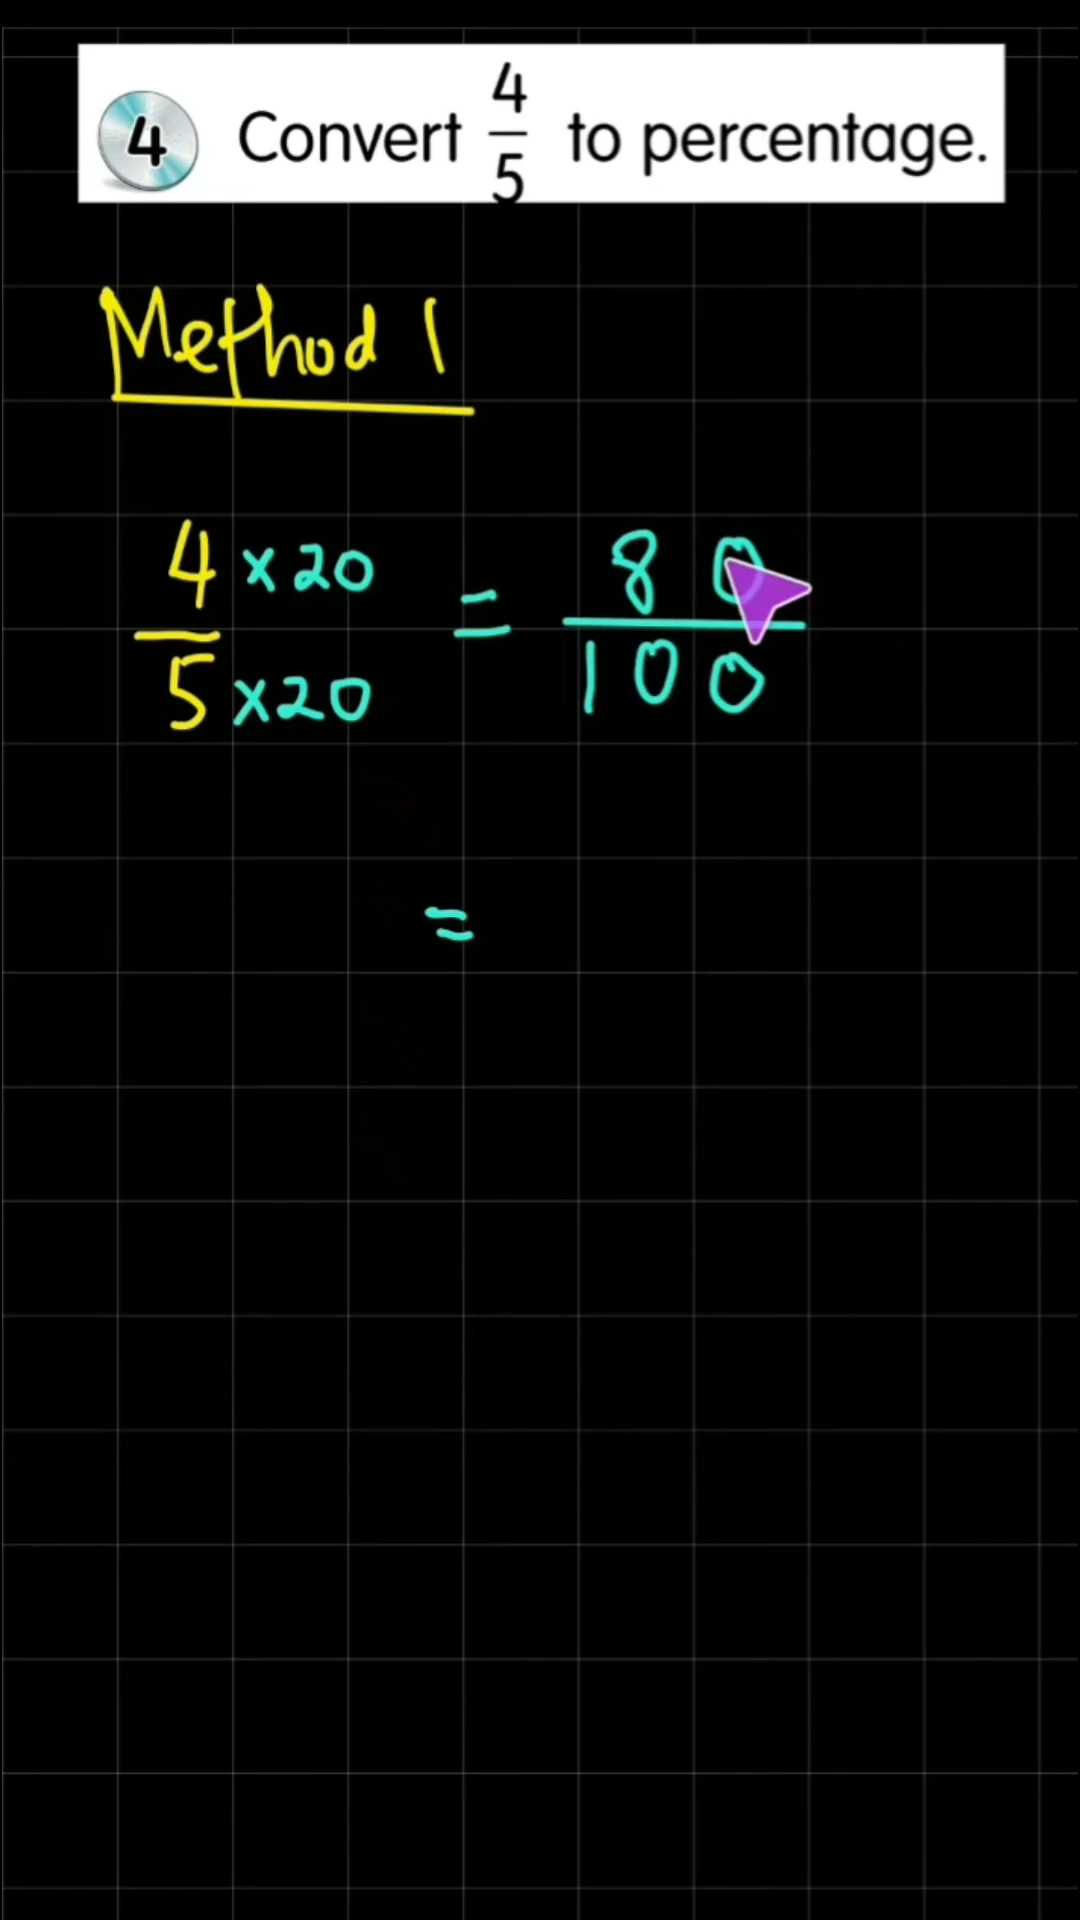 4 Convert 4/5 to percentage.
Method 1
4 × 20 = 80
5 × 20 100
=